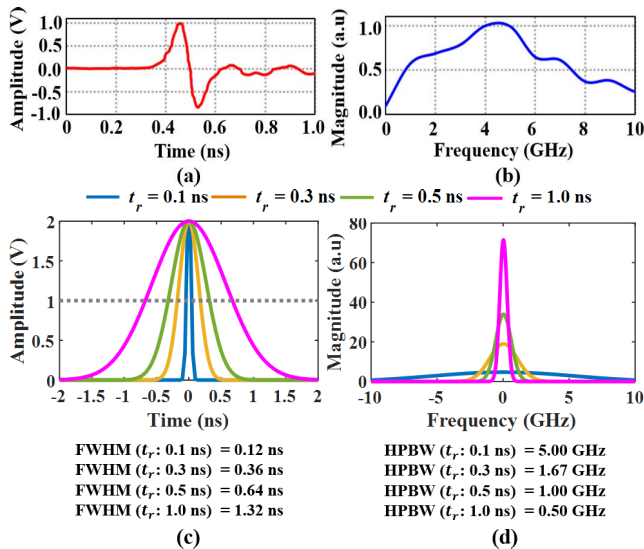 (a)
Amplitude (V)
1.0
0.5
0.0
-0.5
-1.0
0
0.2
0.4
0.6
0.8
1.0
Time (ns)
(a)
(b)
Magnitude (a.u)
1.0
0.5
0.0
0
2
4
6
8
10
Frequency (GHz)
(b)
t_r = 0.1 ns
t_r = 0.3 ns
t_r = 0.5 ns
t_r = 1.0 ns
(c)
Amplitude (V)
2
1.5
1
0.5
0
-2
-1.5
-1
-0.5
0
0.5
1
1.5
2
Time (ns)
FWHM (t_r: 0.1 ns) = 0.12 ns
FWHM (t_r: 0.3 ns) = 0.36 ns
FWHM (t_r: 0.5 ns) = 0.64 ns
FWHM (t_r: 1.0 ns) = 1.32 ns
(c)
(d)
Magnitude (a.u)
80
60
40
20
0
-10
-5
0
5
10
Frequency (GHz)
HPBW (t_r: 0.1 ns) = 5.00 GHz
HPBW (t_r: 0.3 ns) = 1.67 GHz
HPBW (t_r: 0.5 ns) = 1.00 GHz
HPBW (t_r: 1.0 ns) = 0.50 GHz
(d)